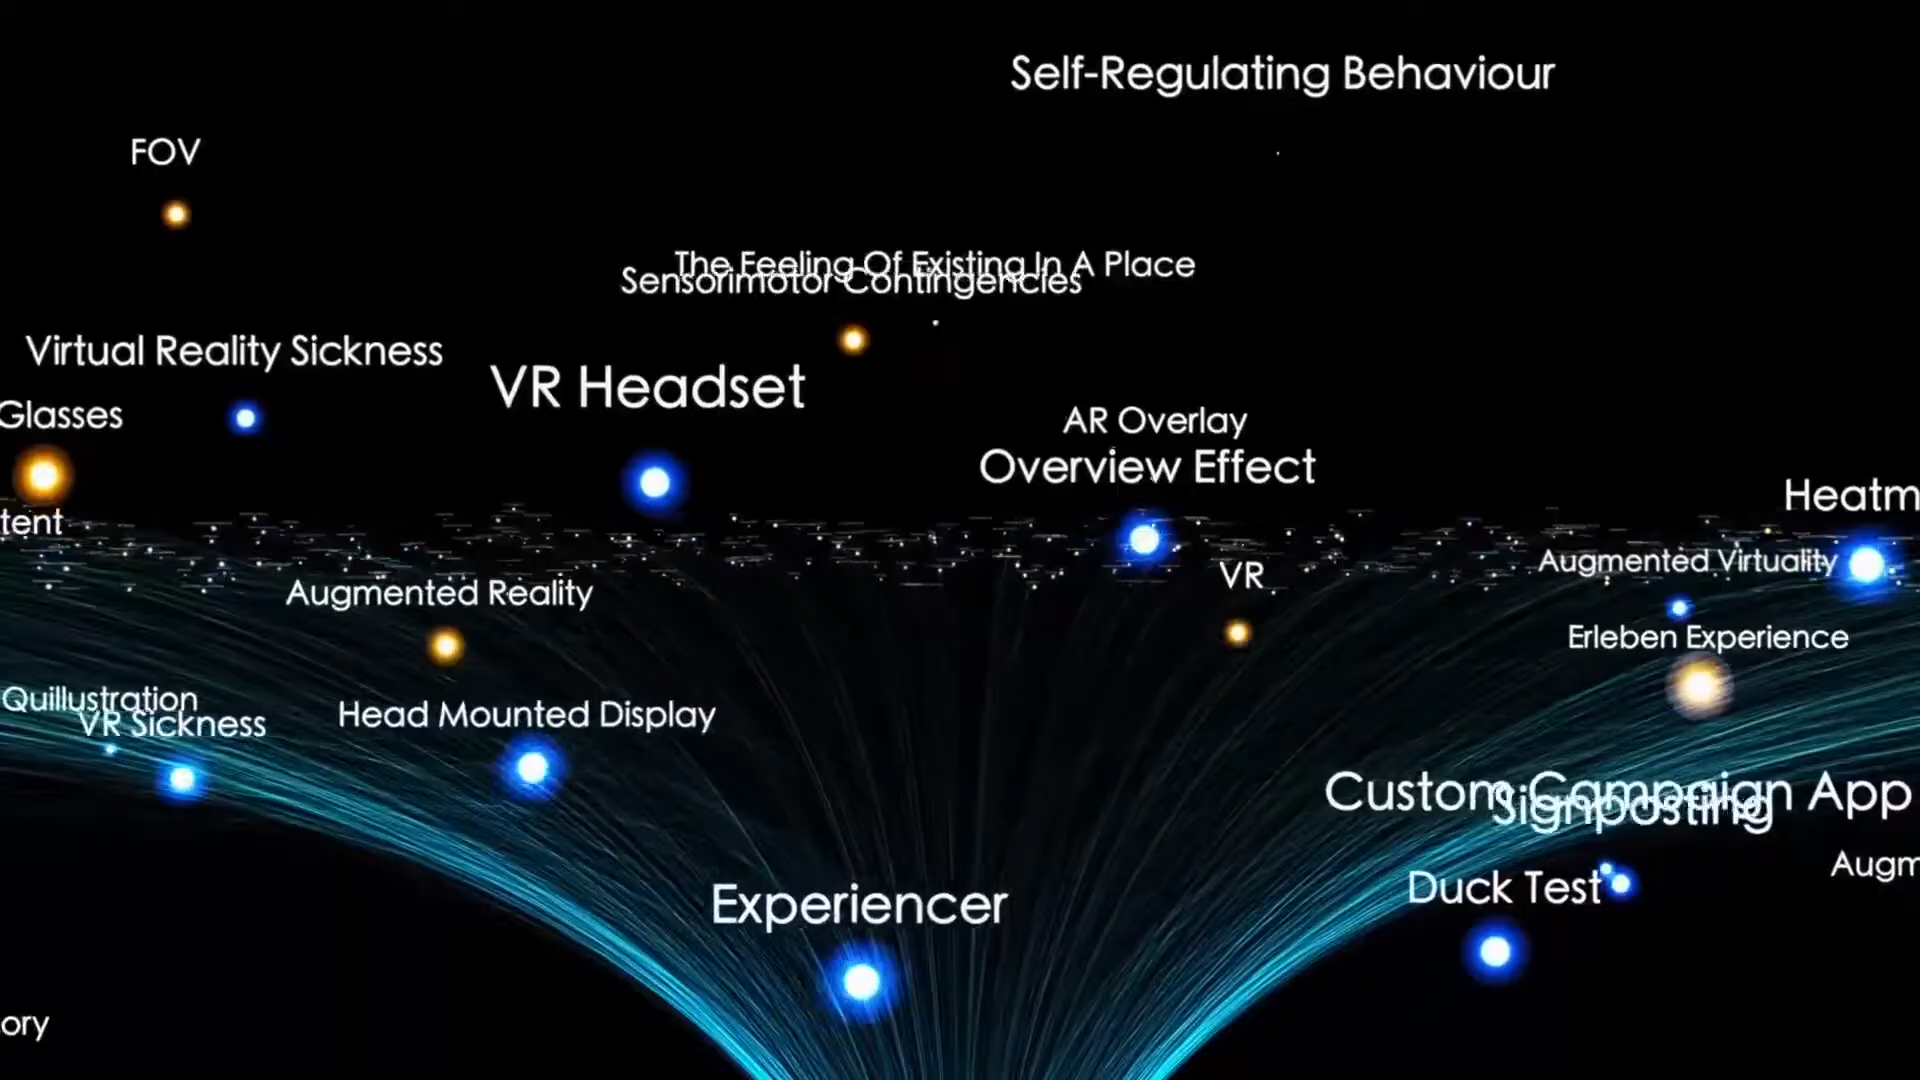 Self-Regulating Behaviour
FOV
The Feeling Of Existing In A Place
Sensorimotor Contingencies
Virtual Reality Sickness
VR Headset
Glasses
AR Overlay
Overview Effect
Heatm
tent
Augmented Virtuality
VR
Augmented Reality
Erleben Experience
Quillustration
VR Sickness
Head Mounted Display
Custom Campaign App
Signposting
Augm
Duck Test
Experiencer
ory